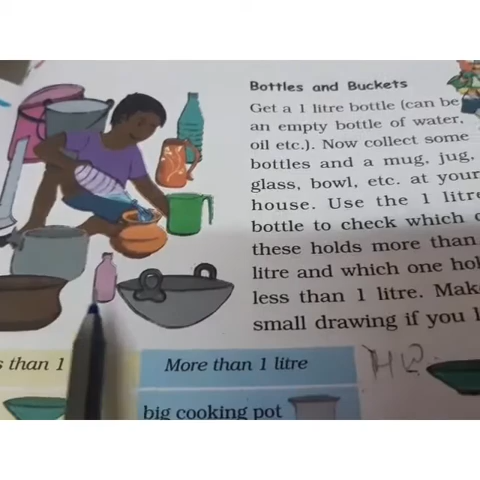 Bottles and Buckets
Get a 1 litre bottle (can be
an empty bottle of water,
oil etc.). Now collect some
bottles and a mug, jug,
glass, bowl, etc. at your
house. Use the 1 litre
bottle to check which
these holds more than
litre and which one
less than 1 litre.
small drawing if you
than 1
More than 1 litre
big cooking pot